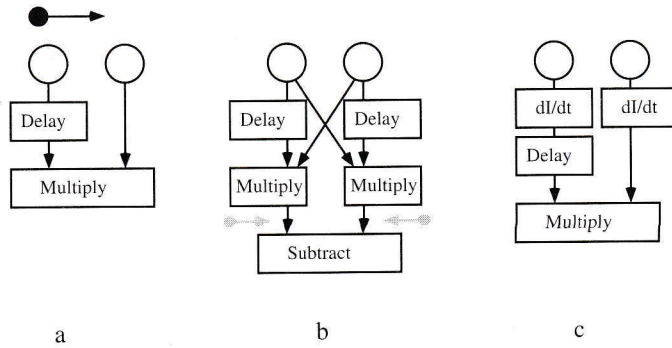 Delay
Multiply
a
Delay Delay
Multiply Multiply
Subtract
b
dI/dt dI/dt
Delay
Multiply
c